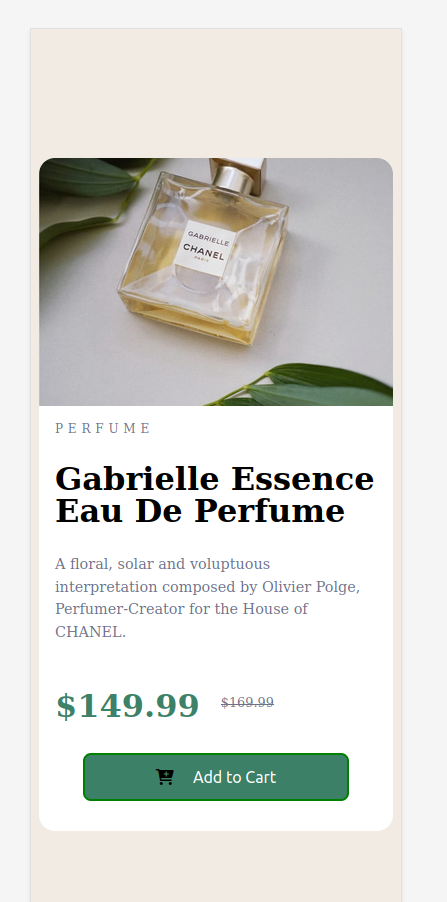 GABRIELLE
CHANEL
PARIS
PERFUME
Gabrielle Essence
Eau De Perfume
A floral, solar and voluptuous
interpretation composed by Olivier Polge,
Perfumer-Creator for the House of
CHANEL.
$149.99 $169.99
Add to Cart